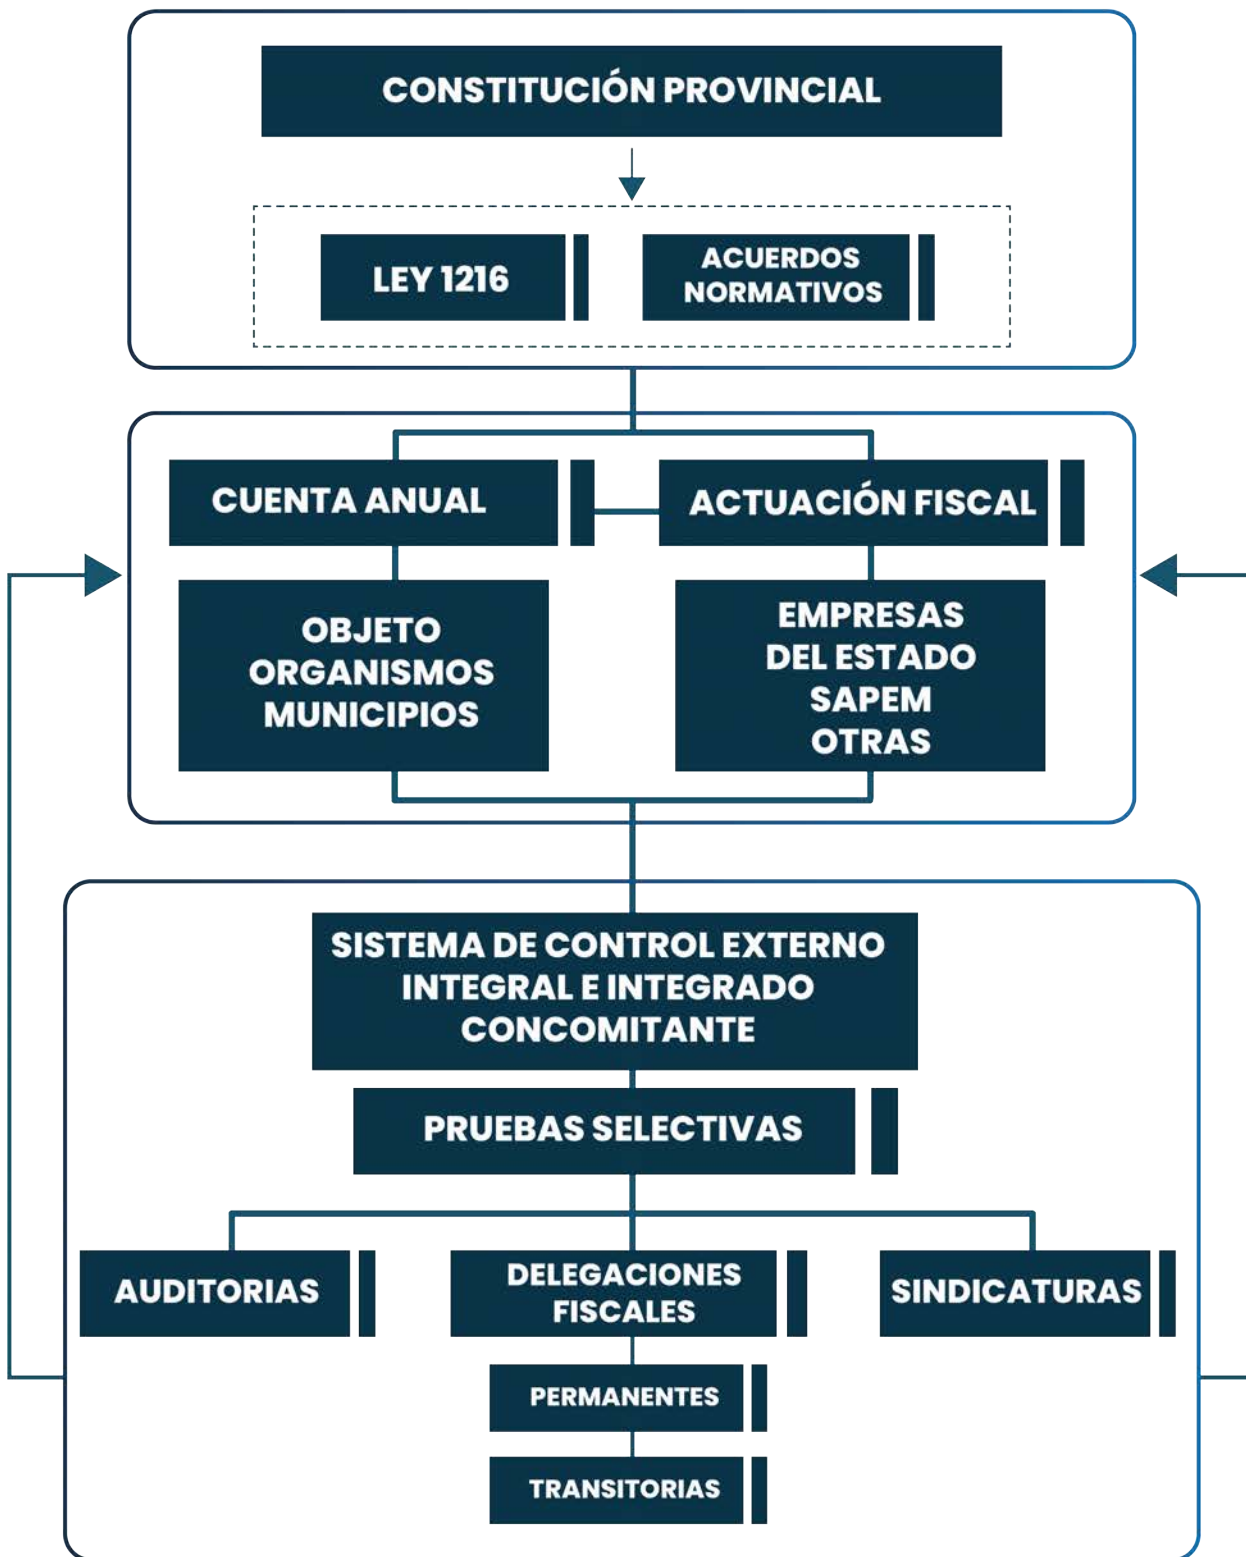 CONSTITUCIÓN PROVINCIAL
LEY 1216
ACUERDOS
NORMATIVOS
CUENTA ANUAL
ACTUACIÓN FISCAL
OBJETO
ORGANISMOS
MUNICIPIOS
EMPRESAS
DEL ESTADO
SAPEM
OTRAS
SISTEMA DE CONTROL EXTERNO
INTEGRAL E INTEGRADO
CONCOMITANTE
PRUEBAS SELECTIVAS
AUDITORIAS
DELEGACIONES
FISCALES
SINDICATURAS
PERMANENTES
TRANSITORIAS